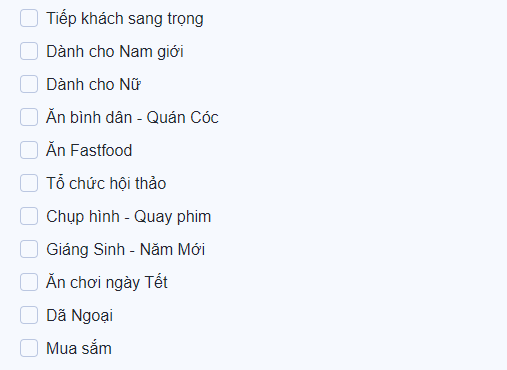 Tiếp khách sang trọng
Dành cho Nam giới
Dành cho Nữ
Ăn bình dân - Quán Cóc
Ăn Fastfood
Tổ chức hội thảo
Chụp hình - Quay phim
Giáng Sinh - Năm Mới
Ăn chơi ngày Tết
Dã Ngoại
Mua sắm